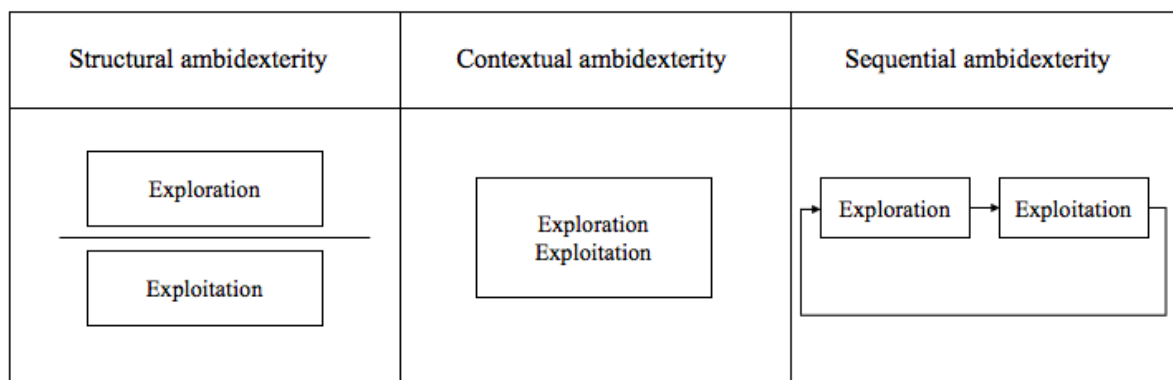 Structural ambidexterity
Contextual ambidexterity
Sequential ambidexterity
Exploration
Exploitation
Exploration
Exploitation
Exploration
Exploitation